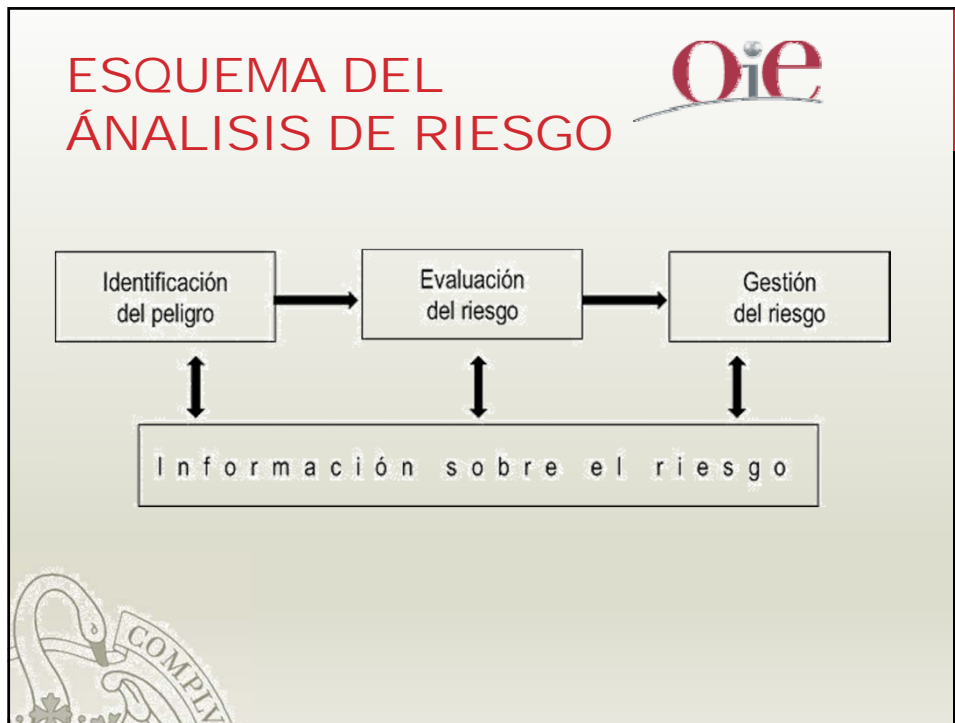 ESQUEMA DEL
ÁNALISIS DE RIESGO
Oie
Identificación
del peligro
Evaluación
del riesgo
Gestión
del riesgo
Información sobre el riesgo